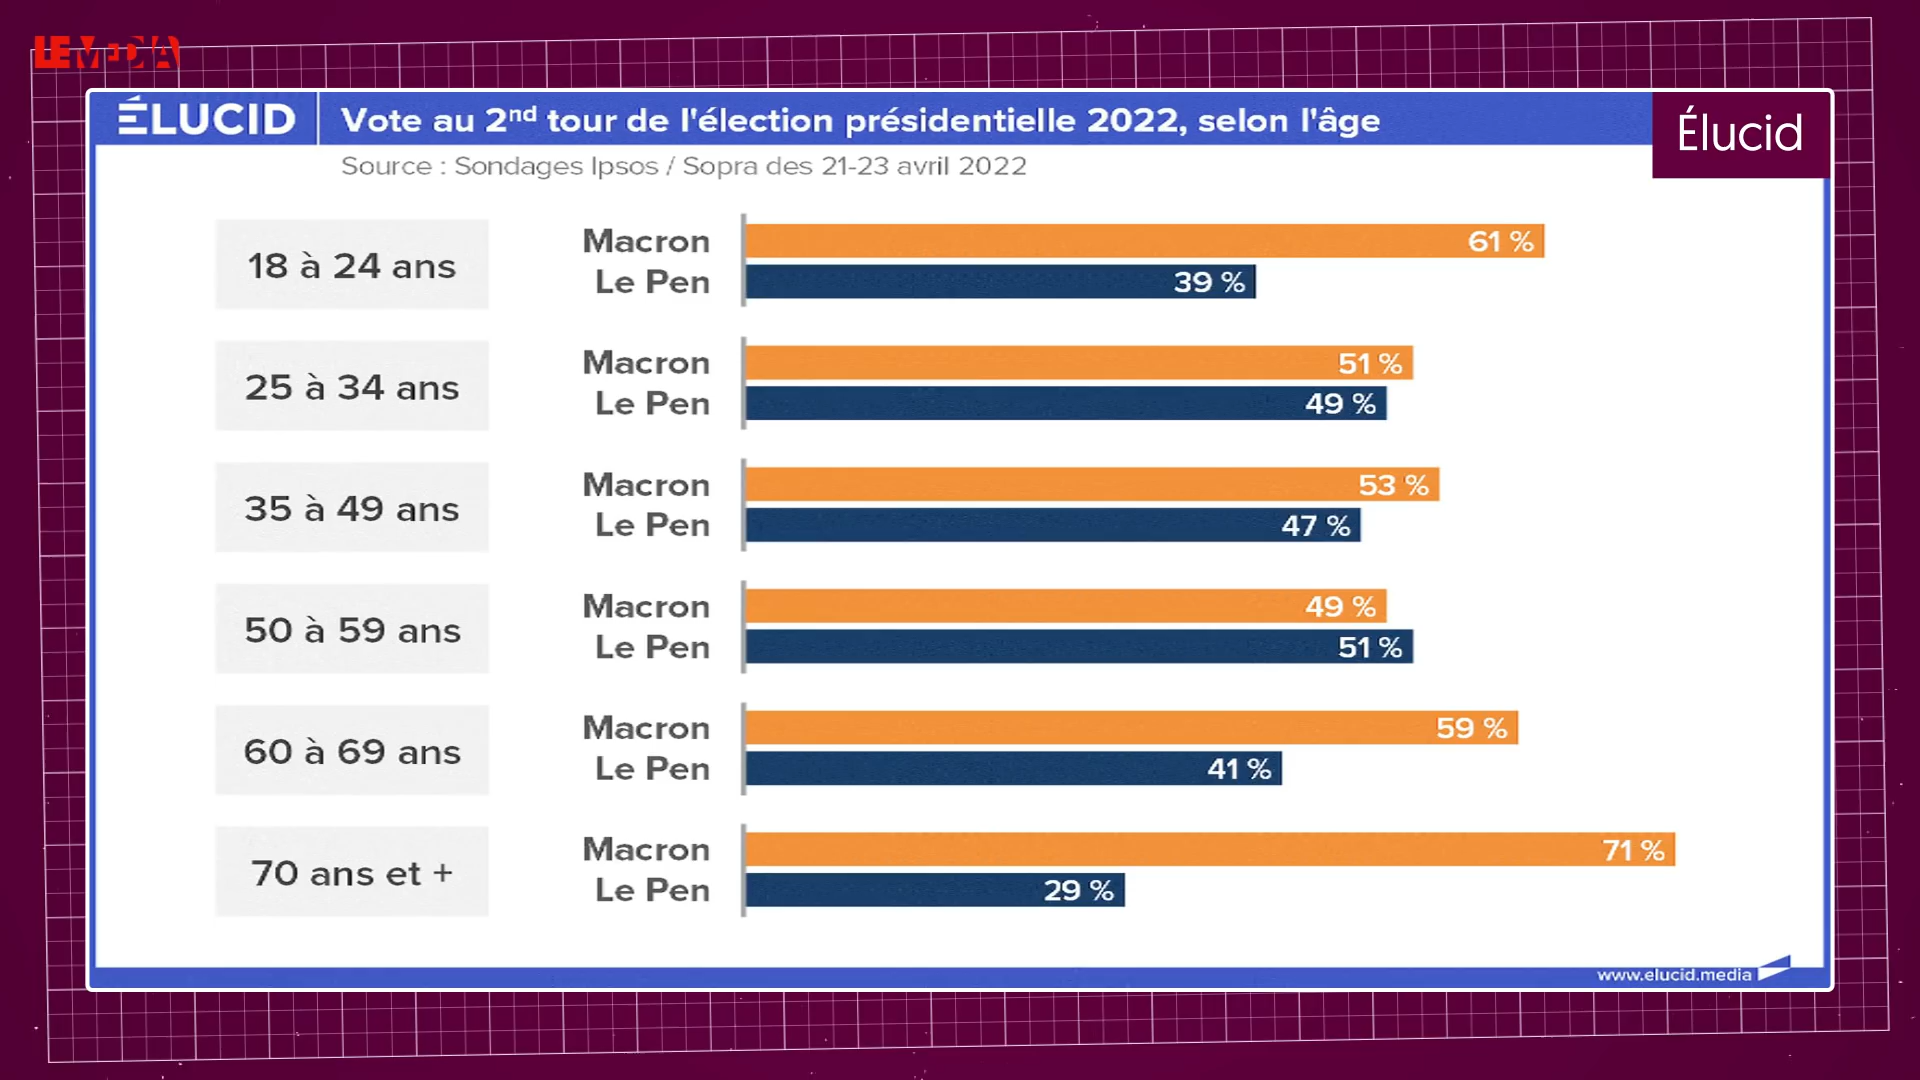 LE MEDIA
ÉLUCID
Vote au 2nd tour de l'élection présidentielle 2022, selon l'âge
Élucid
Source : Sondages Ipsos / Sopra des 21-23 avril 2022
18 à 24 ans
Macron 61 %
Le Pen 39 %
25 à 34 ans
Macron 51 %
Le Pen 49 %
35 à 49 ans
Macron 53 %
Le Pen 47 %
50 à 59 ans
Macron 49 %
Le Pen 51 %
60 à 69 ans
Macron 59 %
Le Pen 41 %
70 ans et +
Macron 71 %
Le Pen 29 %
www.elucid.media